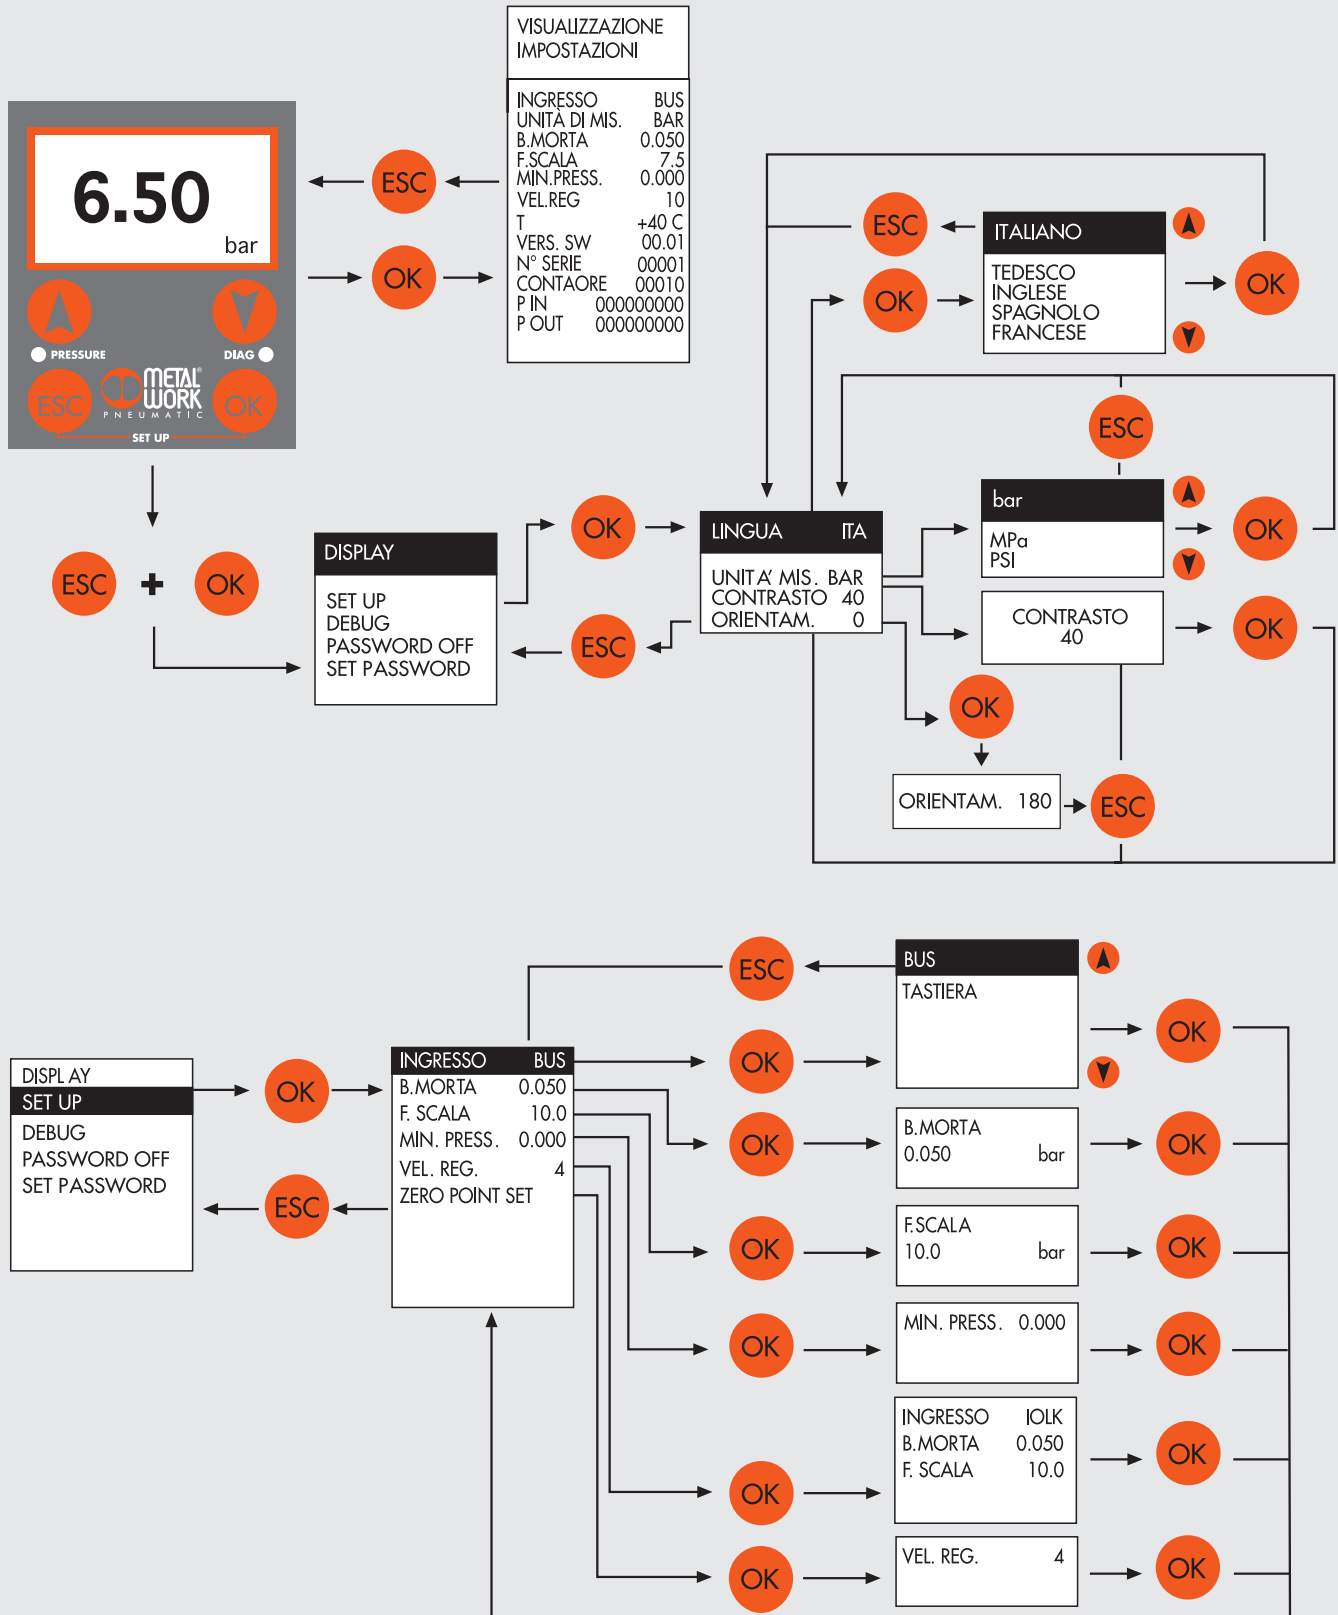 VISUALIZZAZIONE
IMPOSTAZIONI
INGRESSO BUS
UNITÀ DI MIS. BAR
B.MORTA 0.050
F.SCALA 7.5
MIN.PRESS. 0.000
VEL.REG 10
T +40 C
VERS. SW 00.01
N° SERIE 00001
CONTAORE 00010
P IN 000000000
P OUT 000000000
6.50
bar
PRESSURE
DIAG
ESC
METAL®
WORK
PNEUMATIC
OK
SET UP
ESC
OK
ESC
OK
ITALIANO
TEDESCO
INGLESE
SPAGNOLO
FRANCESE
OK
ESC
bar
MPa
PSI
OK
ESC + OK
DISPLAY
SET UP
DEBUG
PASSWORD OFF
SET PASSWORD
OK
ESC
LINGUA ITA
UNITA' MIS. BAR
CONTRASTO 40
ORIENTAM. 0
CONTRASTO
40
OK
OK
ORIENTAM. 180
ESC
DISPLAY
SET UP
DEBUG
PASSWORD OFF
SET PASSWORD
OK
ESC
INGRESSO BUS
B.MORTA 0.050
F. SCALA 10.0
MIN. PRESS. 0.000
VEL. REG. 4
ZERO POINT SET
ESC
BUS
TASTIERA
OK
OK
OK
B.MORTA
0.050 bar
OK
OK
F.SCALA
10.0 bar
OK
OK
MIN. PRESS. 0.000
OK
OK
INGRESSO IOLK
B.MORTA 0.050
F. SCALA 10.0
OK
OK
VEL. REG. 4
OK